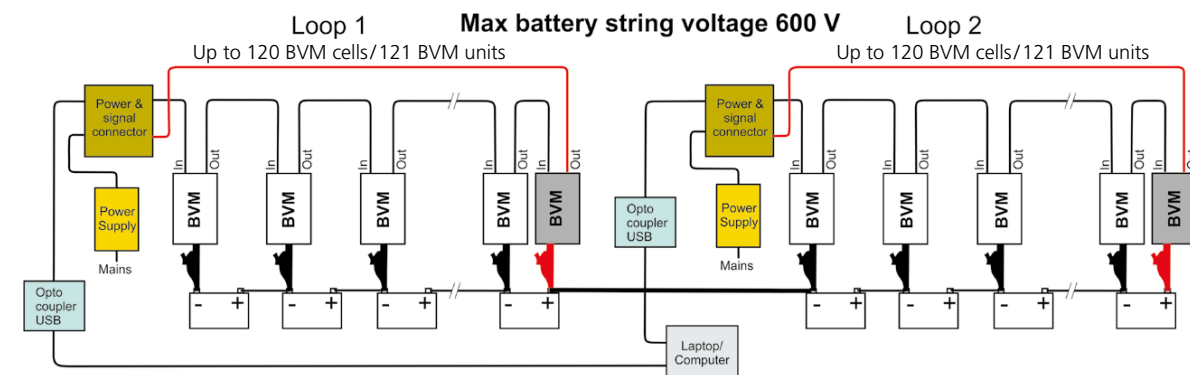 Loop 1
Max battery string voltage 600 V
Loop 2
Up to 120 BVM cells/121 BVM units
Up to 120 BVM cells/121 BVM units
Power &
signal
connector
In
Out
In
Out
In
Out
In
Out
In
Out
BVM
BVM
BVM
BVM
BVM
Power
Supply
Mains
Opto
coupler
USB
- +
- +
- +
- +
Power &
signal
connector
In
Out
In
Out
In
Out
In
Out
In
BVM
BVM
BVM
BVM
BVM
Opto
coupler
USB
Power
Supply
Mains
- +
- +
- +
- +
Laptop/
Computer